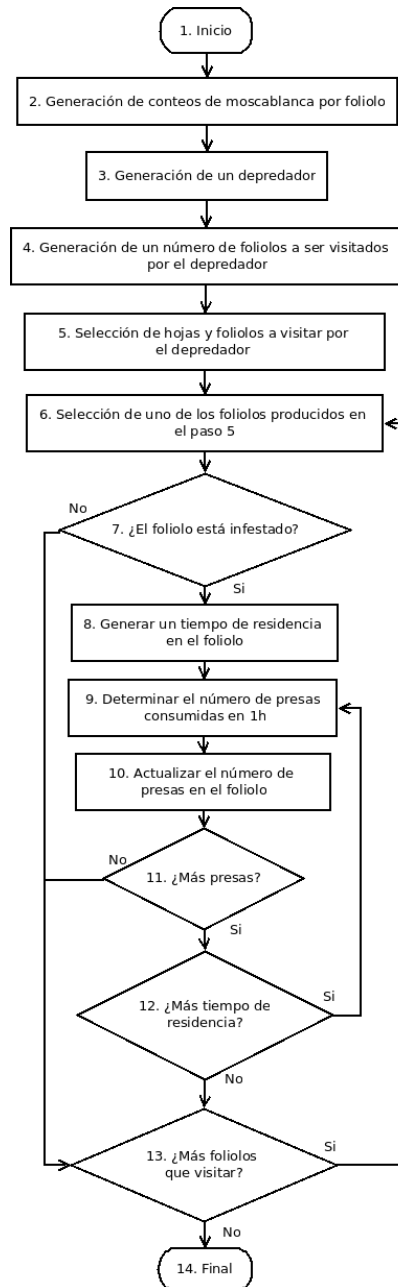 1. Inicio
2. Generación de conteos de moscablanca por foliolo
3. Generación de un depredador
4. Generación de un número de foliolos a ser visitados
por el depredador
5. Selección de hojas y foliolos a visitar por
el depredador
6. Selección de uno de los foliolos producidos en
el paso 5
No
7. ¿El foliolo está infestado?
Si
8. Generar un tiempo de residencia
en el foliolo
9. Determinar el número de presas
consumidas en 1h
10. Actualizar el número de
presas en el foliolo
No
11. ¿Más presas?
Si
12. ¿Más tiempo de
residencia?
Si
No
13. ¿Más foliolos
que visitar?
Si
No
14. Final